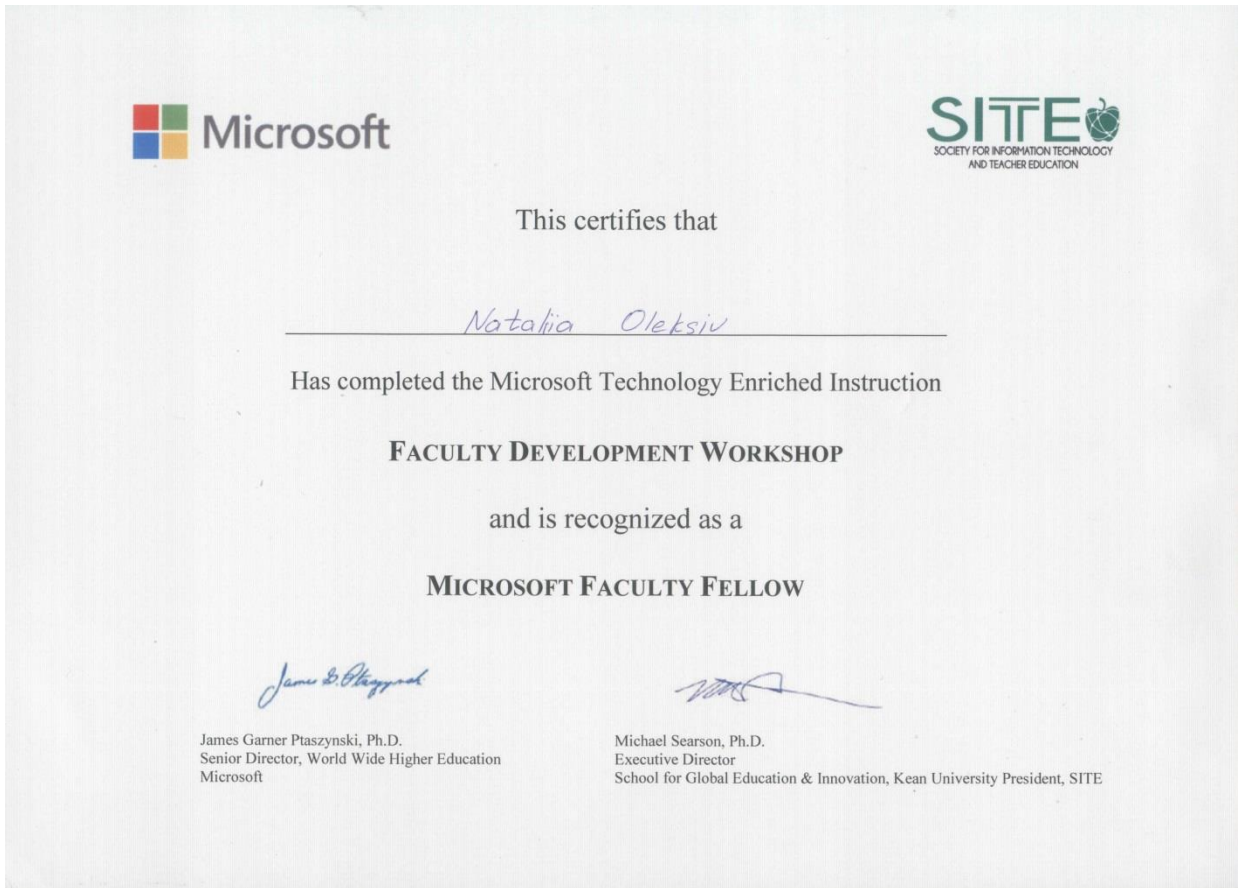 Microsoft
SITE
SOCIETY FOR INFORMATION TECHNOLOGY
AND TEACHER EDUCATION
This certifies that
Nataliia Oleksiv
Has completed the Microsoft Technology Enriched Instruction
FACULTY DEVELOPMENT WORKSHOP
and is recognized as a
MICROSOFT FACULTY FELLOW
James G. Ptaszynski
James Garner Ptaszynski, Ph.D.
Senior Director, World Wide Higher Education
Microsoft
Michael Searson, Ph.D.
Executive Director
School for Global Education & Innovation, Kean University President, SITE